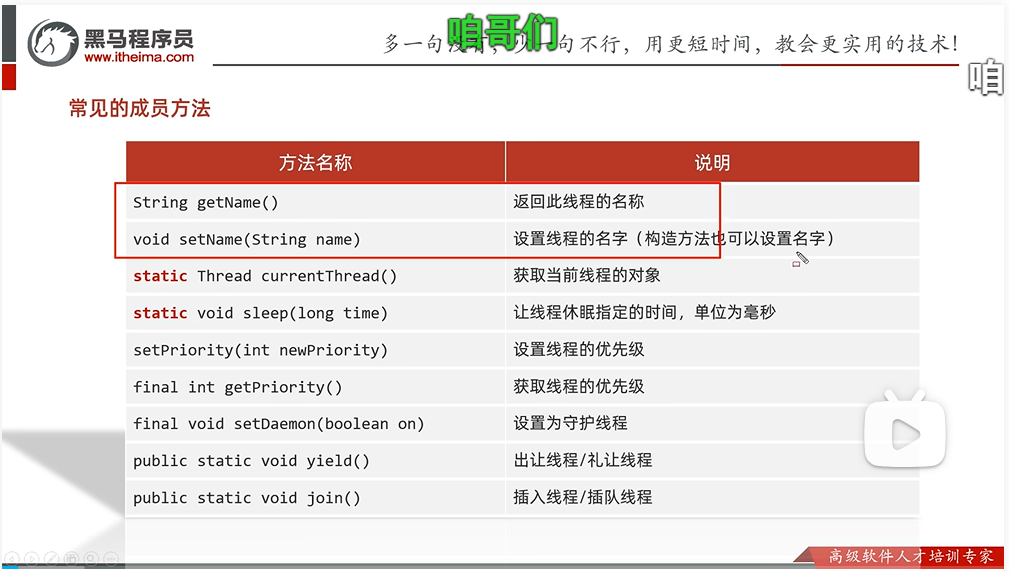 黑马程序员
www.itheima.com
咱哥们
多一句没有，少一句不行，用更短时间，教会更实用的技术！
咱
常见的成员方法
方法名称 说明
String getName() 返回此线程的名称
void setName(String name) 设置线程的名字（构造方法也可以设置名字）
static Thread currentThread() 获取当前线程的对象
static void sleep(long time) 让线程休眠指定的时间，单位为毫秒
setPriority(int newPriority) 设置线程的优先级
final int getPriority() 获取线程的优先级
final void setDaemon(boolean on) 设置为守护线程
public static void yield() 出让线程/礼让线程
public static void join() 插入线程/插队线程
高级软件人才培训专家